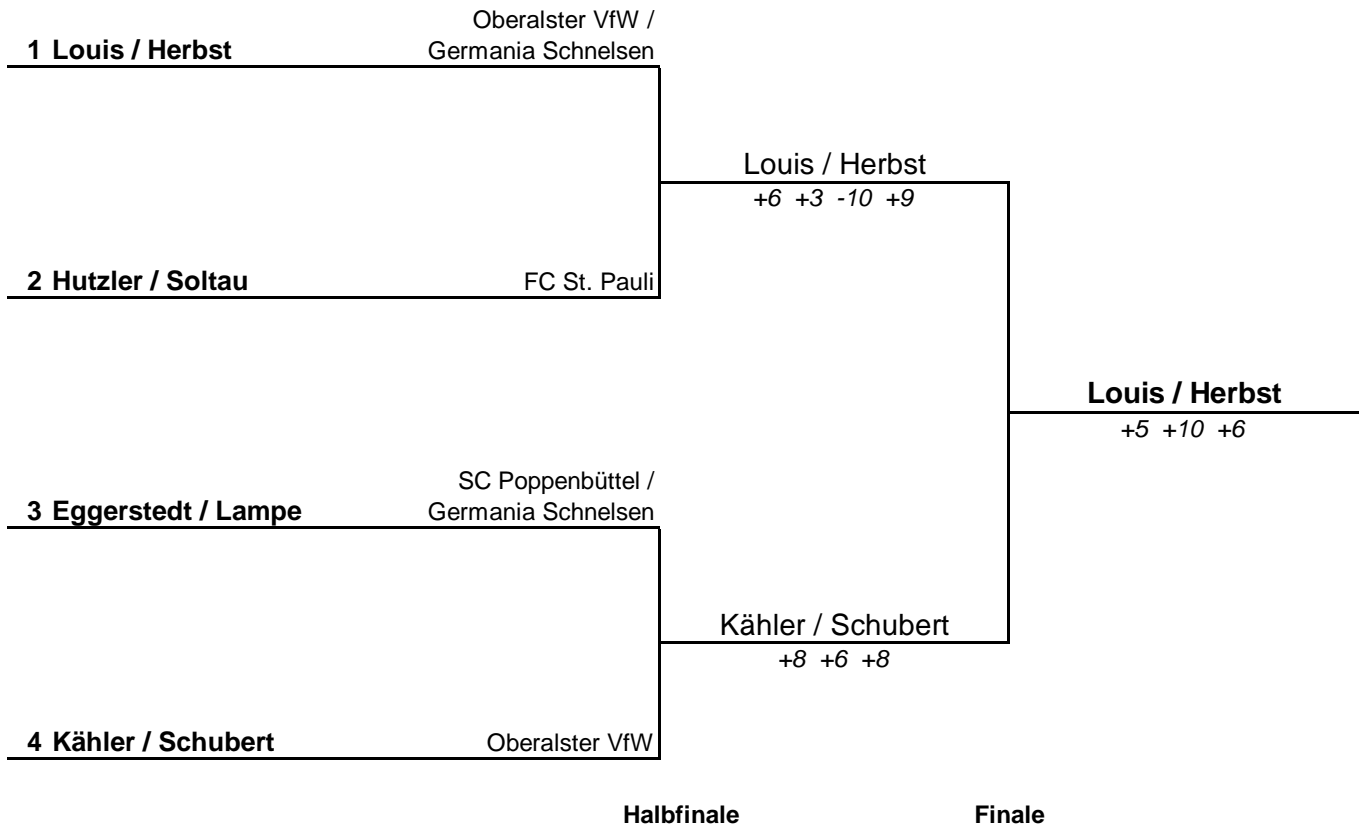 Oberalster VfW /
1 Louis / Herbst Germania Schnelsen
Louis / Herbst
+6 +3 -10 +9
2 Hutzler / Soltau FC St. Pauli
Louis / Herbst
+5 +10 +6
SC Poppenbüttel /
3 Eggerstedt / Lampe Germania Schnelsen
Kähler / Schubert
+8 +6 +8
4 Kähler / Schubert Oberalster VfW
Halbfinale Finale